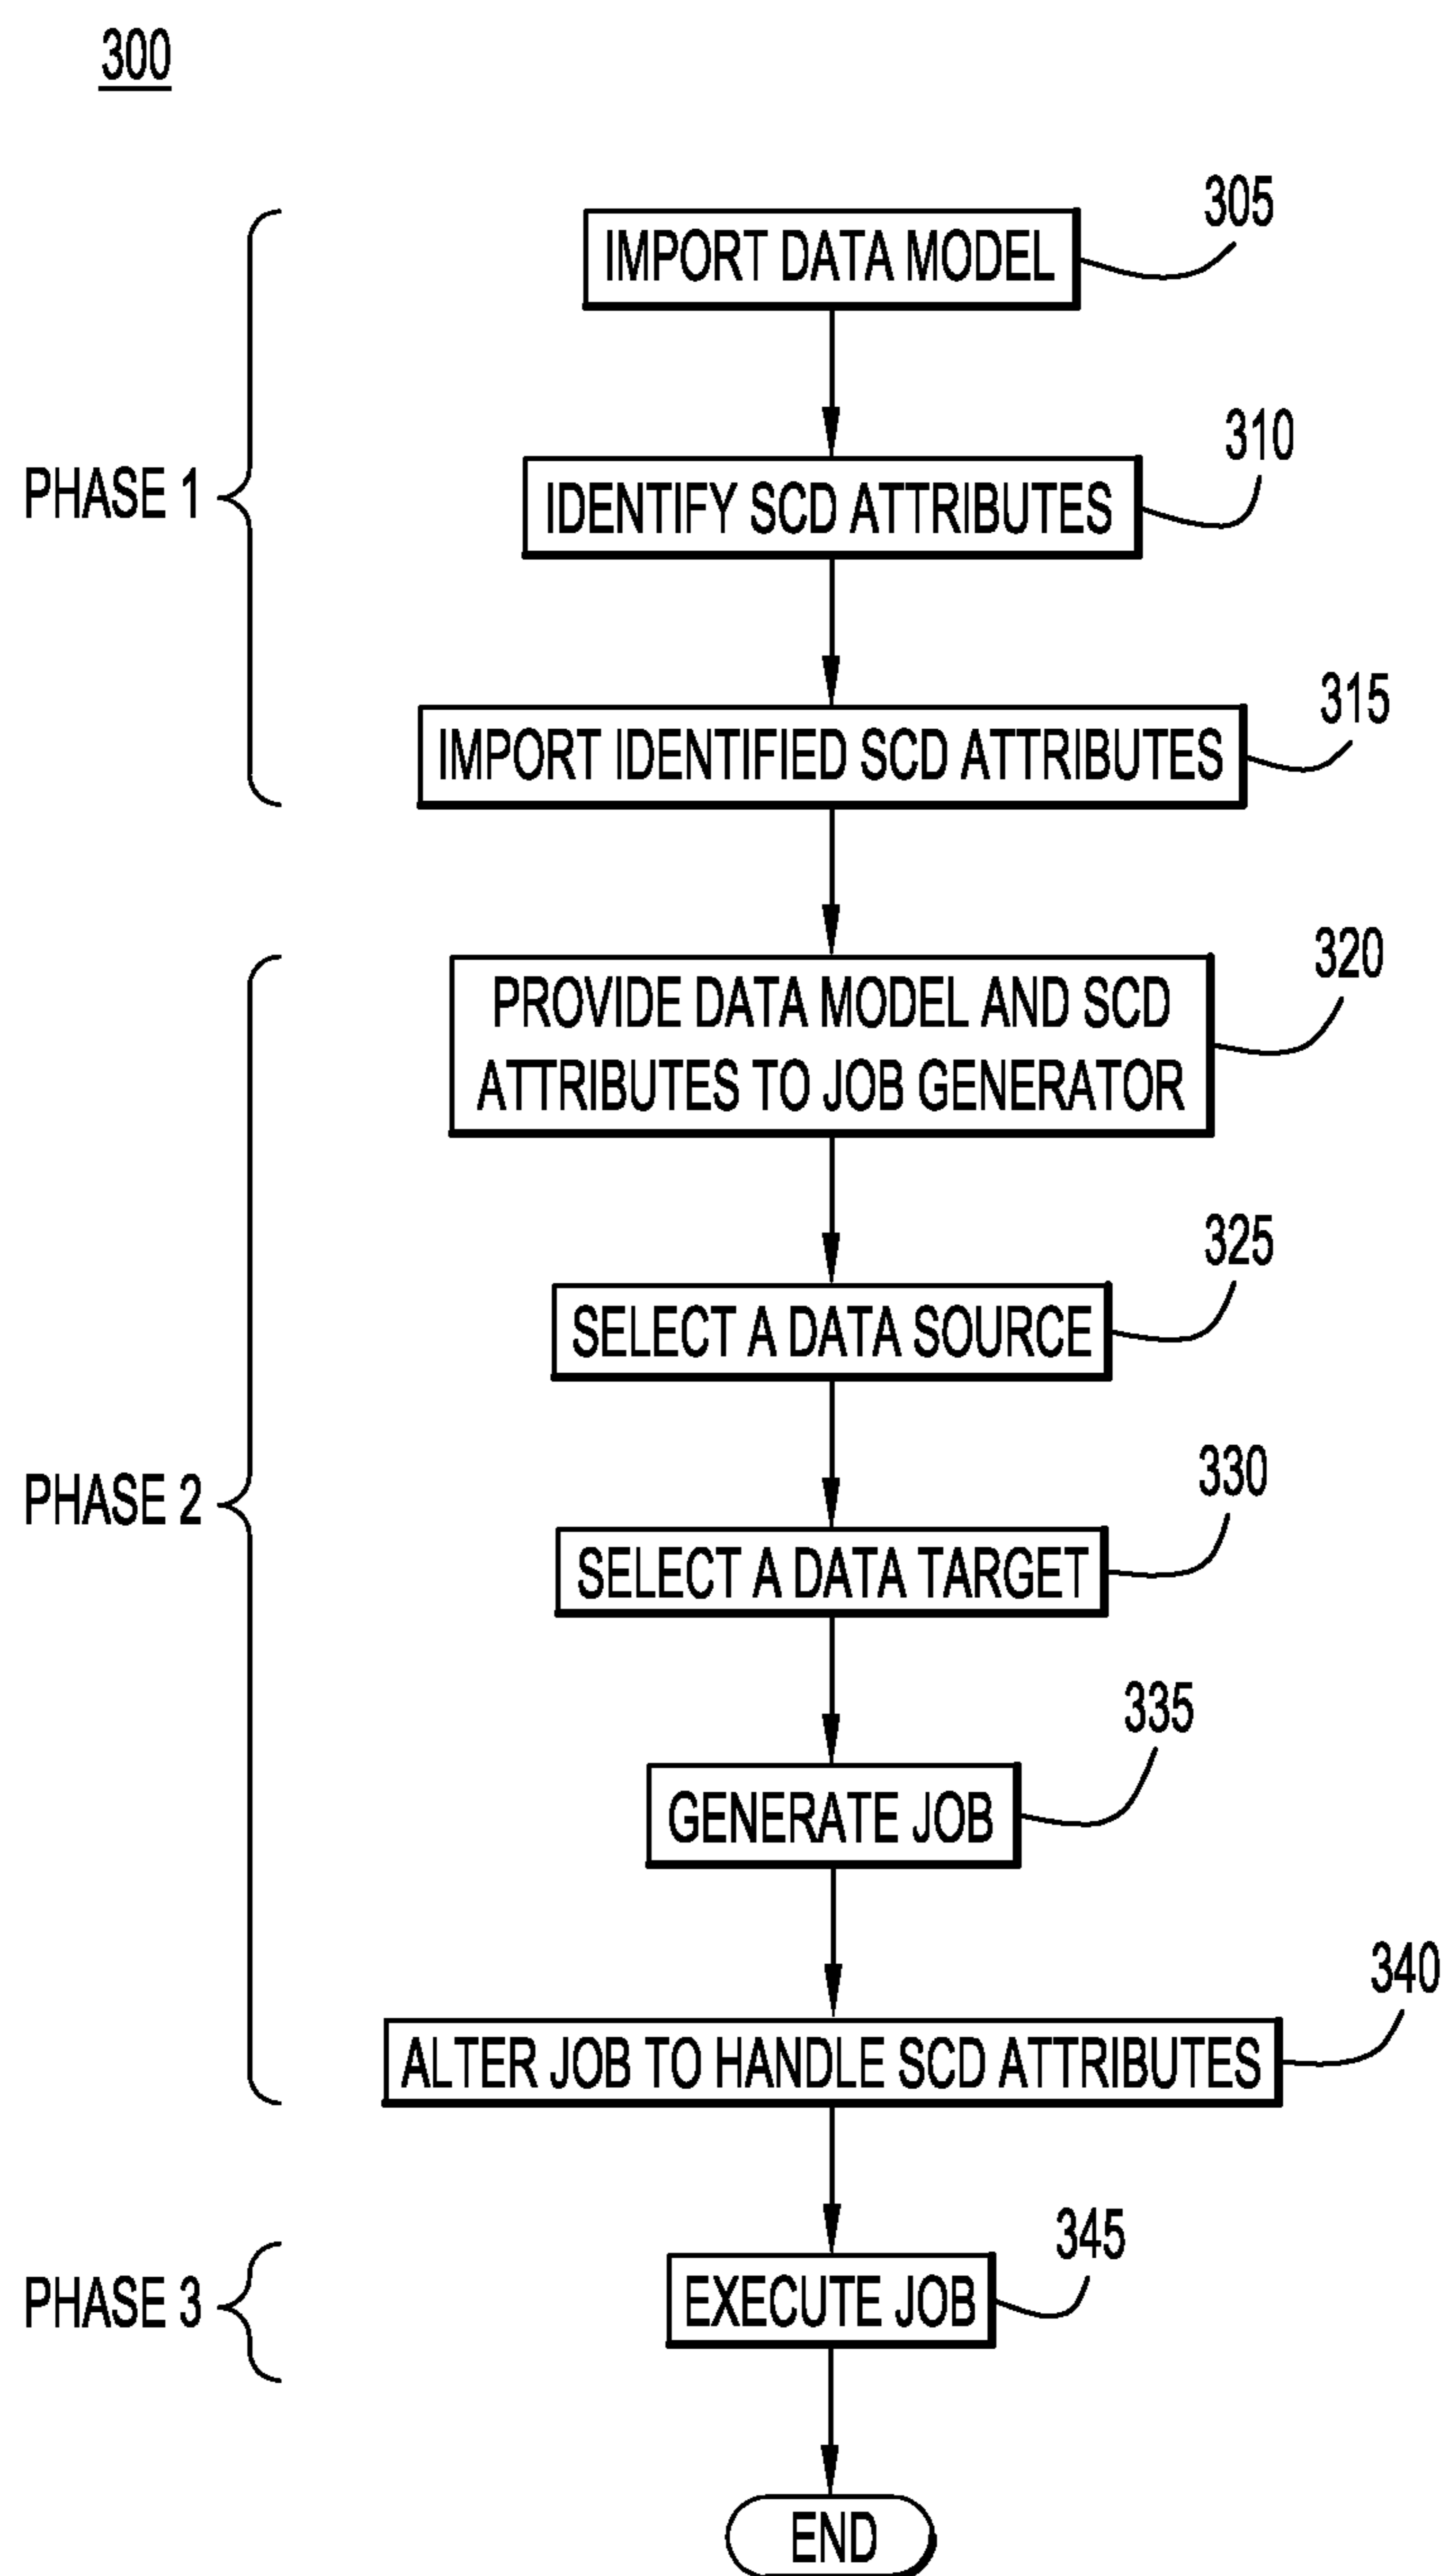 300
305
IMPORT DATA MODEL
310
IDENTIFY SCD ATTRIBUTES
PHASE 1
315
IMPORT IDENTIFIED SCD ATTRIBUTES
320
PROVIDE DATA MODEL AND SCD
ATTRIBUTES TO JOB GENERATOR
325
SELECT A DATA SOURCE
330
PHASE 2
SELECT A DATA TARGET
335
GENERATE JOB
340
ALTER JOB TO HANDLE SCD ATTRIBUTES
345
PHASE 3
EXECUTE JOB
END